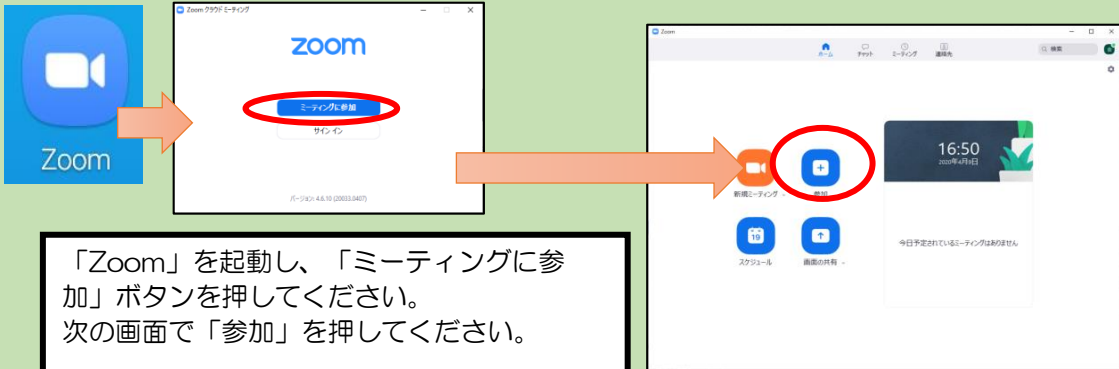 Zoom
Zoom クラウド ミーティング
zoom
ミーティングに参加
サイン イン
バージョン: 4.6.10 (20033.0407)
Zoom
ホーム
チャット
ミーティング
連絡先
検索
新規ミーティング
参加
19
スケジュール
画面の共有
16:50
2020年4月9日
今日予定されているミーティングはありません
「Zoom」を起動し、「ミーティングに参
加」ボタンを押してください。
次の画面で「参加」を押してください。